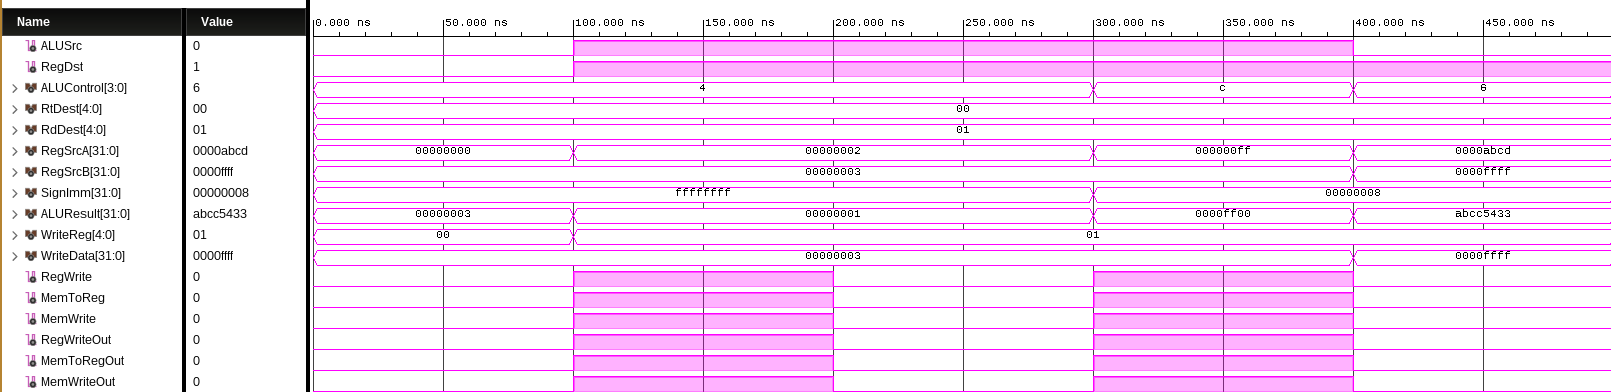 Name Value 0.000 ns 50.000 ns 100.000 ns 150.000 ns 200.000 ns 250.000 ns 300.000 ns 350.000 ns 400.000 ns 450.000 ns
ALUSrc 0
RegDst 1
ALUControl[3:0] 6 4 c 6
RtDest[4:0] 00 00
RdDest[4:0] 01 01
RegSrcA[31:0] 0000abcd 00000000 00000002 000000ff 0000abcd
RegSrcB[31:0] 0000ffff 00000003 0000ffff
SignImm[31:0] 00000008 ffffffff 00000008
ALUResult[31:0] abcc5433 00000003 00000001 0000ff00 abcc5433
WriteReg[4:0] 01 00 01
WriteData[31:0] 0000ffff 00000003 0000ffff
RegWrite 0
MemToReg 0
MemWrite 0
RegWriteOut 0
MemToRegOut 0
MemWriteOut 0